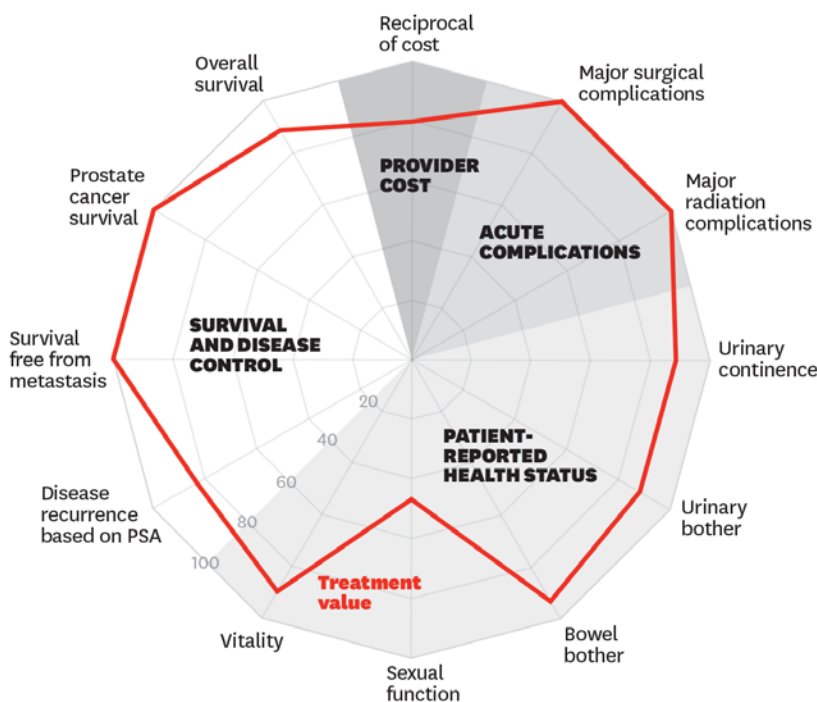 Reciprocal
of cost
Overall
survival
Major surgical
complications
PROVIDER
COST
Prostate
cancer
survival
Major
radiation
complications
ACUTE
COMPLICATIONS
SURVIVAL
AND DISEASE
CONTROL
Survival
free from
metastasis
Urinary
continence
20
40
60
80
100
PATIENT-
REPORTED
HEALTH STATUS
Disease
recurrence
based on PSA
Urinary
bother
Treatment
value
Vitality
Bowel
bother
Sexual
function